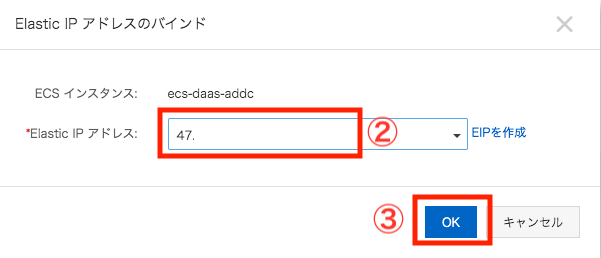 Elastic IP アドレスのバインド
ECS インスタンス: ecs-daas-addc
*Elastic IP アドレス: 47. ② EIPを作成
③ OK キャンセル